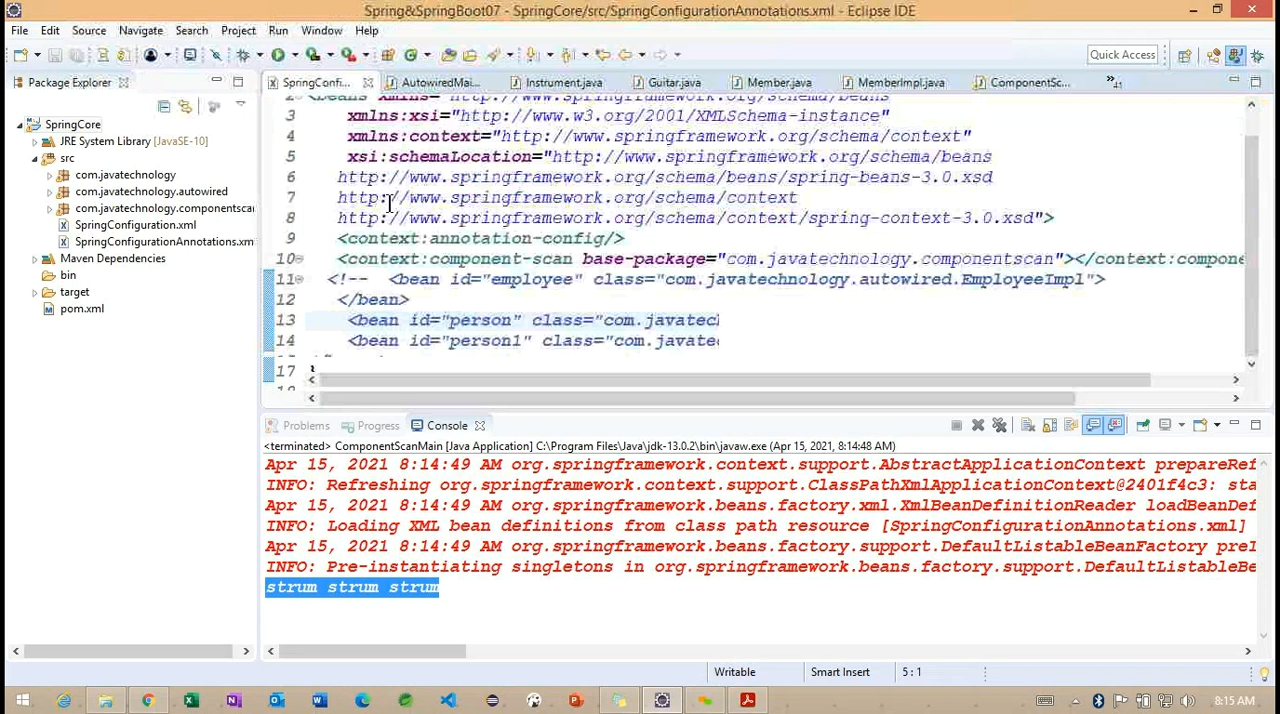 Spring&SpringBoot07 - SpringCore/src/SpringConfigurationAnnotations.xml - Eclipse IDE
File Edit Source Navigate Search Project Run Window Help
Quick Access
Package Explorer
SpringConfi... AutowiredMai... Instrument.java Guitar.java Member.java MemberImpl.java ComponentSc... »41
SpringCore
JRE System Library [JavaSE-10]
src
com.javatechnology
com.javatechnology.autowired
com.javatechnology.componentscan
SpringConfiguration.xml
SpringConfigurationAnnotations.xm
Maven Dependencies
bin
target
pom.xml
2 <beans xmlns="http://www.springframework.org/schema/beans"
3 xmlns:xsi="http://www.w3.org/2001/XMLSchema-instance"
4 xmlns:context="http://www.springframework.org/schema/context"
5 xsi:schemaLocation="http://www.springframework.org/schema/beans
6 http://www.springframework.org/schema/beans/spring-beans-3.0.xsd
7 http://www.springframework.org/schema/context
8 http://www.springframework.org/schema/context/spring-context-3.0.xsd">
9 <context:annotation-config/>
10 <context:component-scan base-package="com.javatechnology.componentscan"></context:compone
11 <!-- <bean id="employee" class="com.javatechnology.autowired.EmployeeImpl">
12 </bean>
13 <bean id="person" class="com.javatech
14 <bean id="person1" class="com.javate
17
Problems Progress Console
<terminated> ComponentScanMain [Java Application] C:\Program Files\Java\jdk-13.0.2\bin\javaw.exe (Apr 15, 2021, 8:14:48 AM)
Apr 15, 2021 8:14:49 AM org.springframework.context.support.AbstractApplicationContext prepareRef
INFO: Refreshing org.springframework.context.support.ClassPathXmlApplicationContext@2401f4c3: sta
Apr 15, 2021 8:14:49 AM org.springframework.beans.factory.xml.XmlBeanDefinitionReader loadBeanDef
INFO: Loading XML bean definitions from class path resource [SpringConfigurationAnnotations.xml]
Apr 15, 2021 8:14:49 AM org.springframework.beans.factory.support.DefaultListableBeanFactory preI
INFO: Pre-instantiating singletons in org.springframework.beans.factory.support.DefaultListableBe
strum strum strum
Writable Smart Insert 5 : 1
8:15 AM